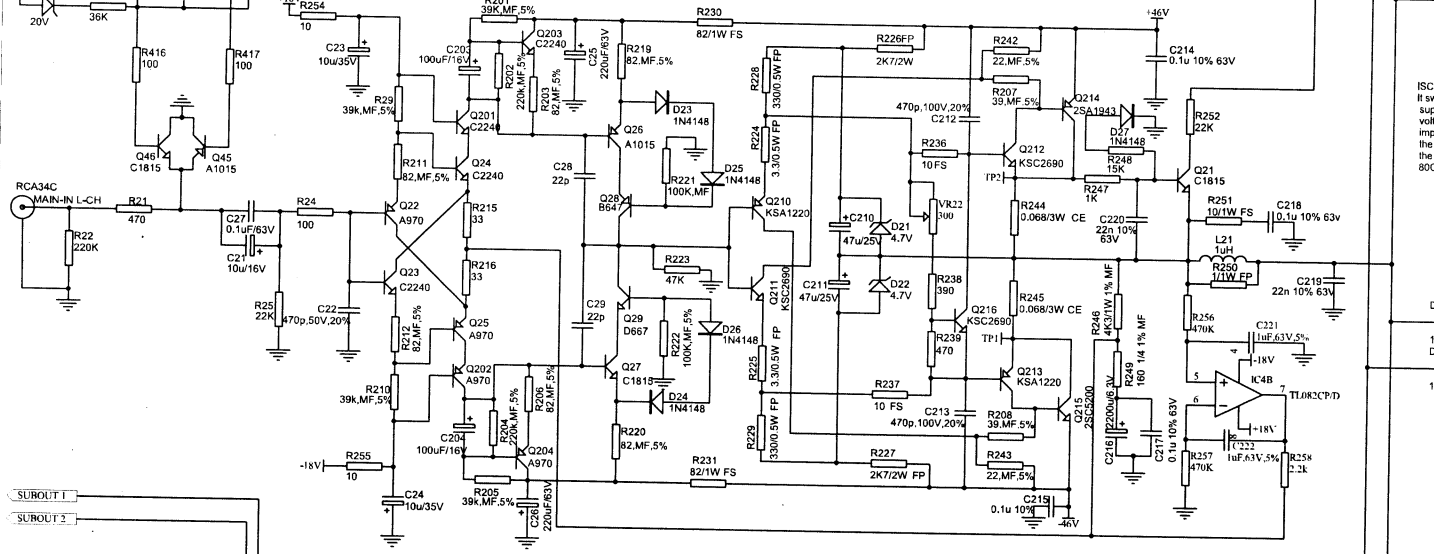 20V
36K
R416
100
R417
100
Q46
C1815
Q45
A1015
RCA34C
MAIN-IN L-CH
R21
470
R22
220K
C27
0.1uF/63V
C21
10u/16V
R25
22K
R24
100
C22
470p,50V,20%
R254
10
C23
10u/35V
R29
39k,MF,5%
R211
82,MF,5%
Q22
A970
Q23
C2240
R212
82,MF,5%
R210
39k,MF,5%
-18V
R255
10
C24
10u/35V
R201
39K,MF,5%
C203
100uF/16V
R202
220k,MF,5%
Q203
C2240
R203
82,MF,5%
C25
220uF/63V
Q201
C2240
Q24
C2240
R215
33
R216
33
Q25
A970
Q202
A970
C204
100uF/16V
R204
220k,MF,5%
R206
82,MF,5%
Q204
A970
R205
39k,MF,5%
C26
220uF/63V
R219
82,MF,5%
D23
1N4148
Q26
A1015
C28
22p
R221
100K,MF
D25
1N4148
Q28
B647
R223
47K
C29
22p
Q29
D667
R222
100K,MF,5%
D26
1N4148
Q27
C1815
D24
1N4148
R220
82,MF,5%
R230
82/1W FS
R231
82/1W FS
R228
330/0.5W FP
R224
3.3/0.5W FP
Q210
KSA1220
Q211
KSC2690
R225
3.3/0.5W FP
R229
330/0.5W FP
R226FP
2K7/2W
C210
47u/25V
C211
47u/25V
D21
4.7V
D22
4.7V
R227
2K7/2W FP
470p,100V,20%
C212
R236
10FS
VR22
300
R238
390
Q216
KSC2690
R239
470
R237
10 FS
C213
470p,100V,20%
R242
22,MF,5%
R207
39,MF,5%
Q212
KSC2690
TP2
R244
0.068/3W CE
R245
0.068/3W CE
TP1
Q213
KSA1220
R208
39,MF,5%
R243
22,MF,5%
Q215
2SC5200
C215
0.1u 10%
-46V
+46V
Q214
2SA1943
C214
0.1u 10% 63V
D27
1N4148
R248
15K
R247
1K
C220
22n 10%
63V
R252
22K
Q21
C1815
R251
10/1W FS
C218
0.1u 10% 63v
L21
1uH
R250
1/1W FP
C219
22n 10% 63V
R246
4K3/1W 1% MF
R249
160 1/4 1% MF
C216
2200u/6.3V
C217
0.1u 10% 63V
R256
470K
C221
1uF,63V,5%
4
-18V
5
6
7
8
IC4B
TL082CP/D
+18V
C222
1uF,63V,5%
R257
470K
R258
2.2k
SUBOUT 1
SUBOUT 2
ISC
It sw
sup
volt
imp
the
the
800
D
1
D
1